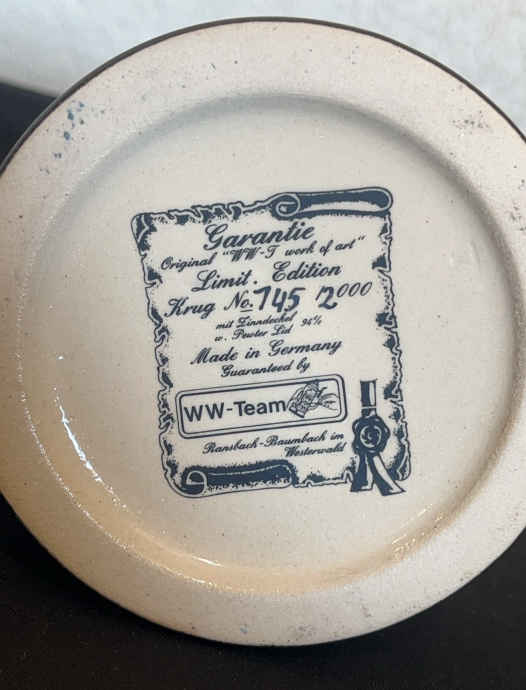 Garantie
Original "WW-T work of art"
Limit. Edition
Krug No. 745 / 2000
mit Zinndeckel
w. Pewter Lid 94%
Made in Germany
Guaranteed by
WW-Team
Ransbach-Baumbach im
Westerwald